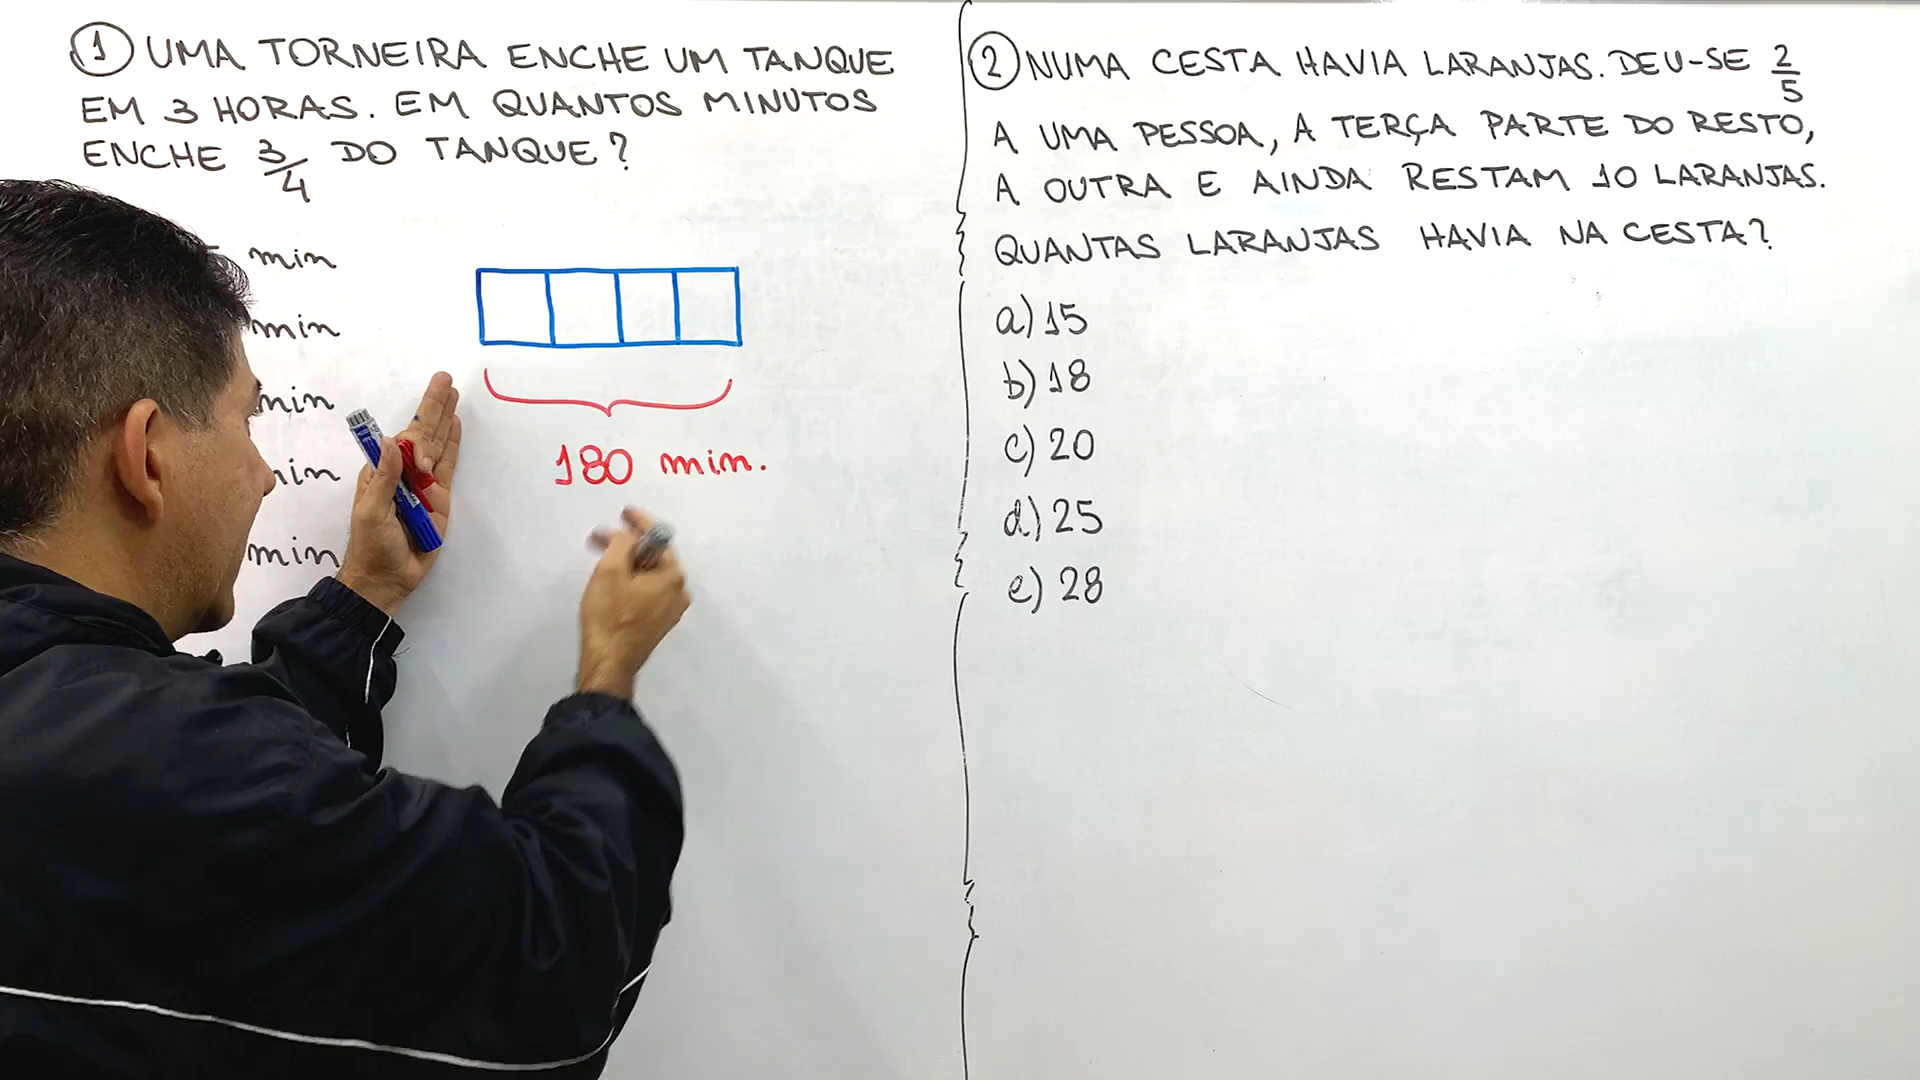 1 UMA TORNEIRA ENCHE UM TANQUE
EM 3 HORAS. EM QUANTOS MINUTOS
ENCHE 3/4 DO TANQUE?
min
min
min
min
min
180 min.
2 NUMA CESTA HAVIA LARANJAS. DEU-SE 2/5
A UMA PESSOA, A TERÇA PARTE DO RESTO,
A OUTRA E AINDA RESTAM 10 LARANJAS.
QUANTAS LARANJAS HAVIA NA CESTA?
a) 15
b) 18
c) 20
d) 25
e) 28